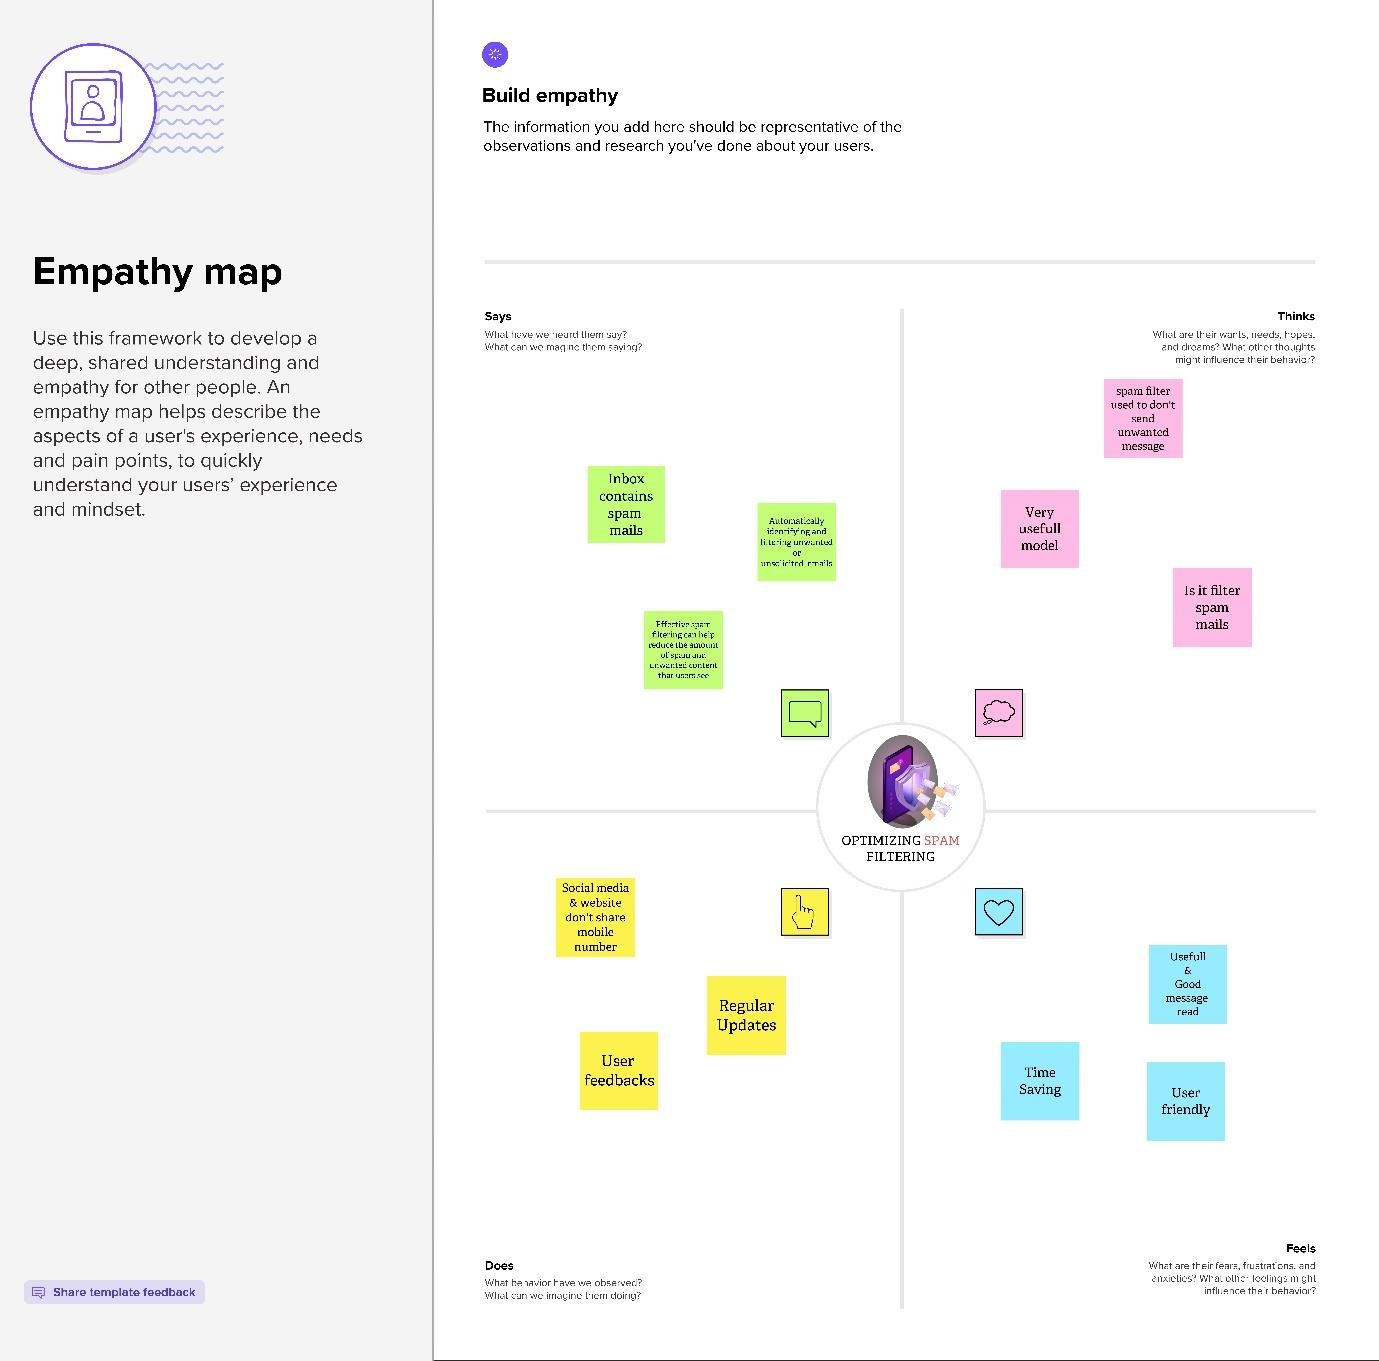 Empathy map
Use this framework to develop a
deep, shared understanding and
empathy for other people. An
empathy map helps describe the
aspects of a user's experience, needs
and pain points, to quickly
understand your users’ experience
and mindset.
Share template feedback
Build empathy
The information you add here should be representative of the
observations and research you've done about your users.
Says
What have we heard them say?
What can we magine them saying?
Inbox
contains
spam
mails
Automatically
identifying and
filtering unwanted
or
unsolicited emails
Effective spam
filtering can help
reduce the amount
of spam and
unwanted content
that users see
Thinks
What are their wants, needs, hopes,
and dreams? What other thoughts
might influence their behavior?
spam filter
used to don't
send
unwanted
message
Very
usefull
model
Is it filter
spam
mails
OPTIMIZING SPAM
FILTERING
Social media
& website
don't share
mobile
number
Regular
Updates
User
feedbacks
Does
What behavior have we observed?
What can we imagine them doing?
Usefull
&
Good
message
read
Time
Saving
User
friendly
Feels
What are their fears, frustrations, and
anxieties? What other feelings might
influence their behavior?